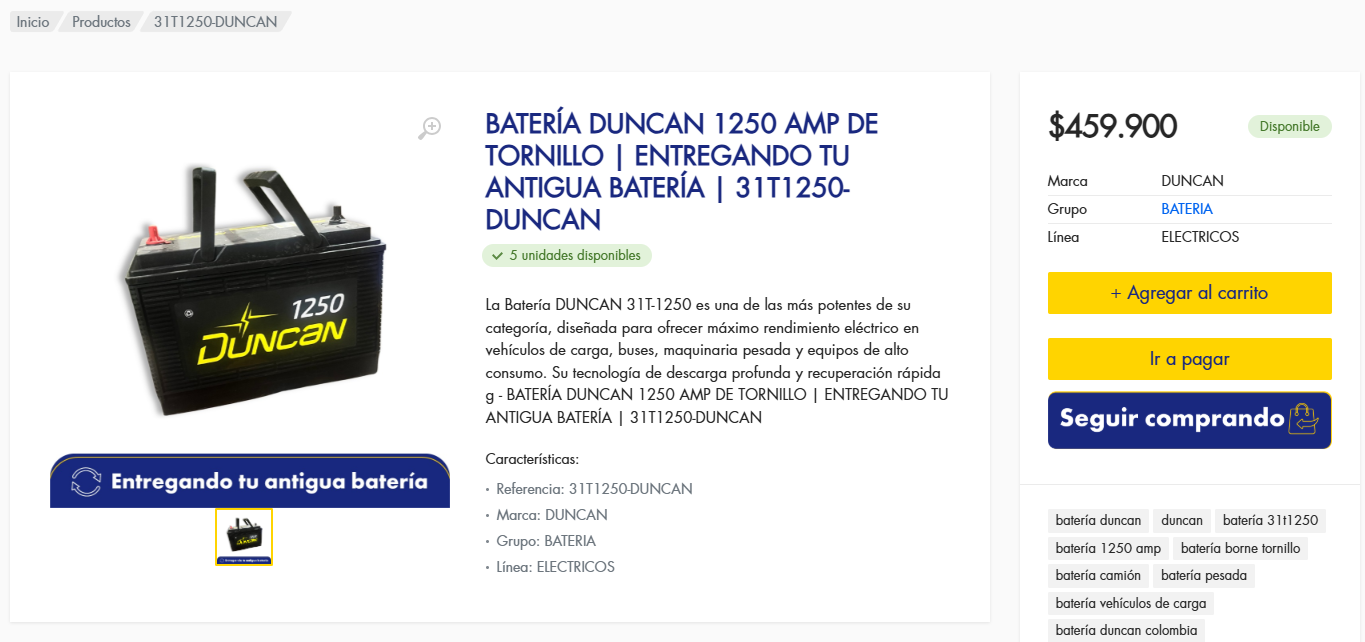 Inicio
Productos
31T1250-DUNCAN
1250
DUNCAN
Entregando tu antigua batería
BATERÍA DUNCAN 1250 AMP DE
TORNILLO | ENTREGANDO TU
ANTIGUA BATERÍA | 31T1250-
DUNCAN
5 unidades disponibles
La Batería DUNCAN 31T-1250 es una de las más potentes de su
categoría, diseñada para ofrecer máximo rendimiento eléctrico en
vehículos de carga, buses, maquinaria pesada y equipos de alto
consumo. Su tecnología de descarga profunda y recuperación rápida
g - BATERÍA DUNCAN 1250 AMP DE TORNILLO | ENTREGANDO TU
ANTIGUA BATERÍA | 31T1250-DUNCAN
Características:
• Referencia: 31T1250-DUNCAN
• Marca: DUNCAN
• Grupo: BATERIA
• Línea: ELECTRICOS
$459.900
Disponible
Marca DUNCAN
Grupo BATERIA
Línea ELECTRICOS
+ Agregar al carrito
Ir a pagar
Seguir comprando
batería duncan
duncan
batería 31t1250
batería 1250 amp
batería borne tornillo
batería camión
batería pesada
batería vehículos de carga
batería duncan colombia